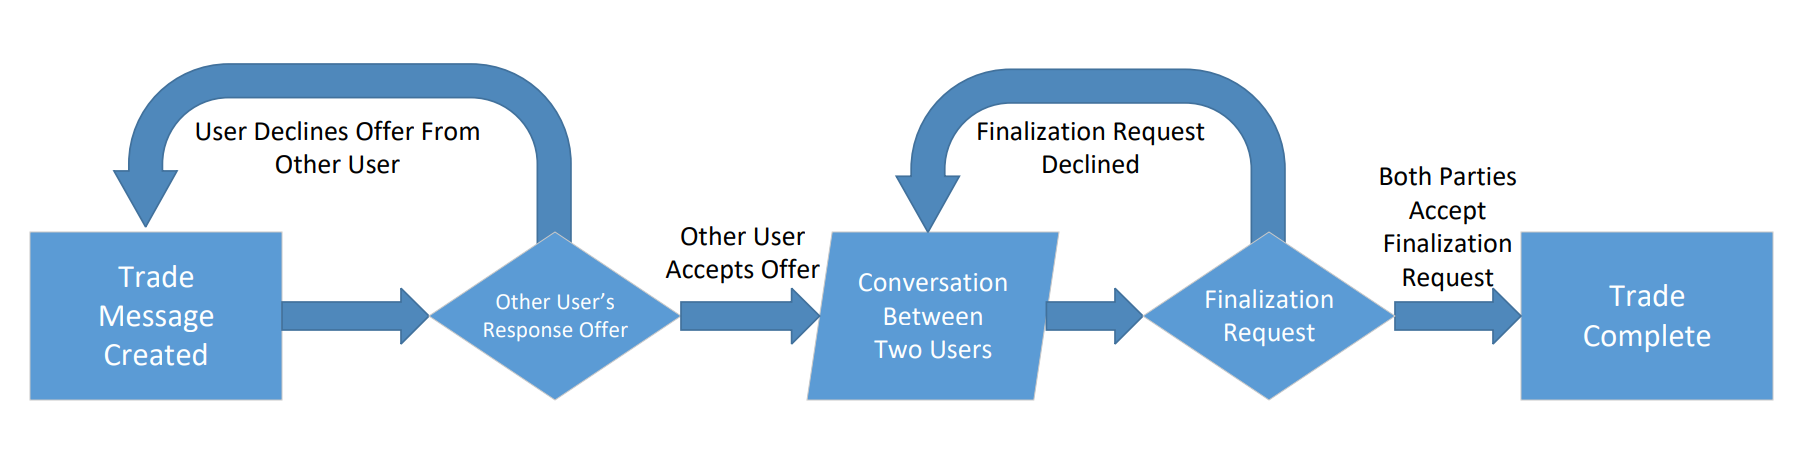 User Declines Offer From
Other User
Finalization Request
Declined
Both Parties
Accept
Finalization
Request
Other User
Accepts Offer
Trade
Message
Created
Other User’s
Response Offer
Conversation
Between
Two Users
Finalization
Request
Trade
Complete